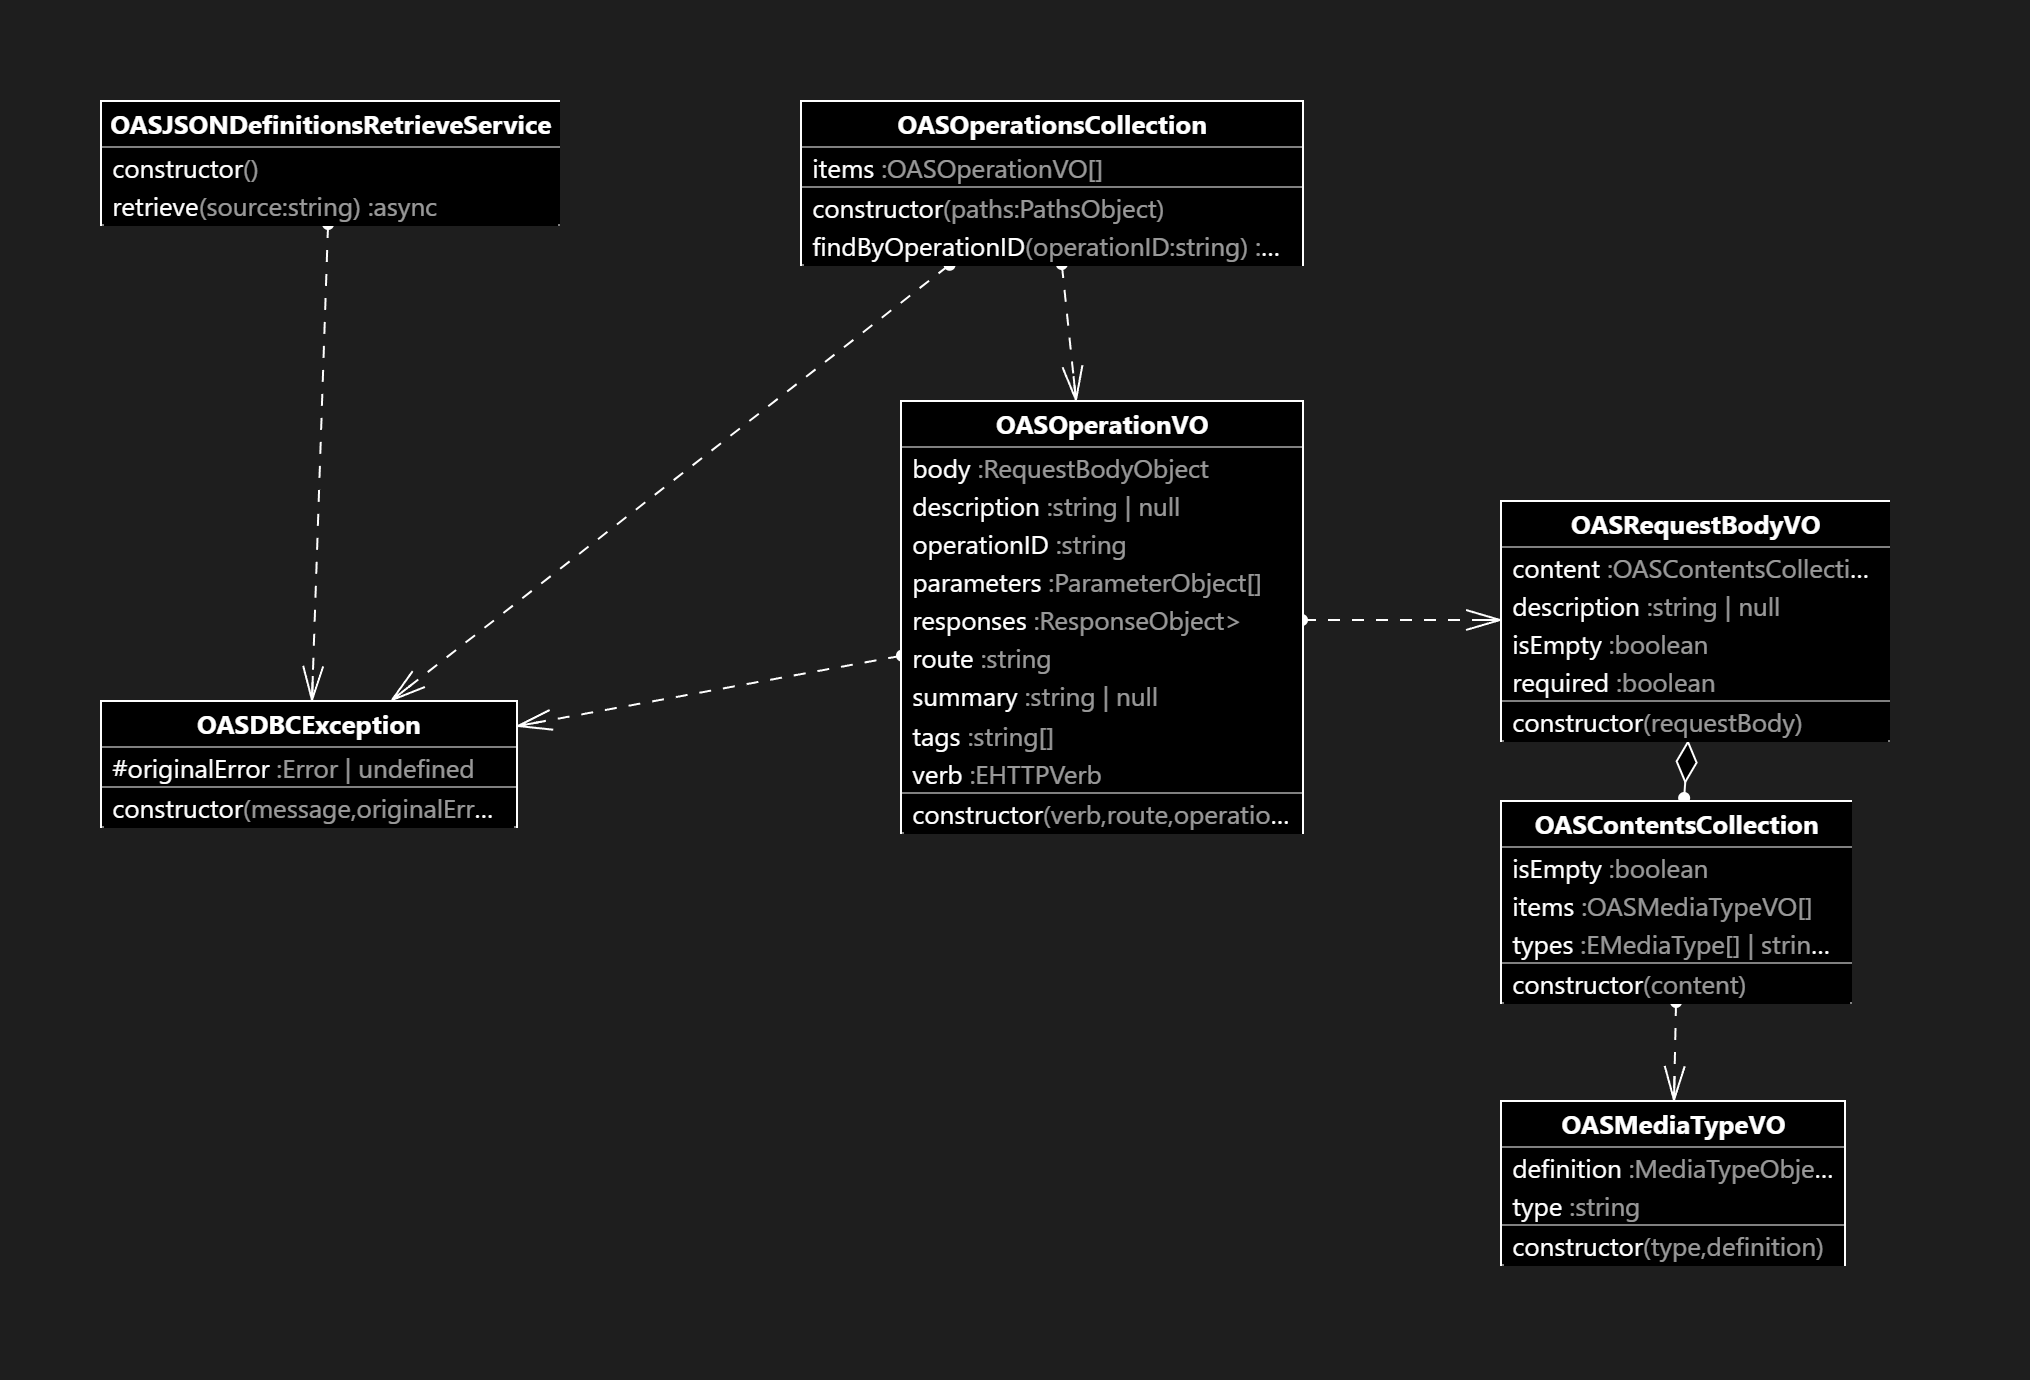 OASJSONDefinitionsRetrieveService
constructor()
retrieve(source:string) :async
OASOperationsCollection
items :OASOperationVO[]
constructor(paths:PathsObject)
findByOperationID(operationID:string) :...
OASOperationVO
body :RequestBodyObject
description :string | null
operationID :string
parameters :ParameterObject[]
responses :ResponseObject>
route :string
summary :string | null
tags :string[]
verb :EHTTPVerb
constructor(verb,route,operatio...
OASRequestBodyVO
content :OASContentsCollecti...
description :string | null
isEmpty :boolean
required :boolean
constructor(requestBody)
OASDBCException
#originalError :Error | undefined
constructor(message,originalErr...
OASContentsCollection
isEmpty :boolean
items :OASMediaTypeVO[]
types :EMediaType[] | strin...
constructor(content)
OASMediaTypeVO
definition :MediaTypeObje...
type :string
constructor(type,definition)